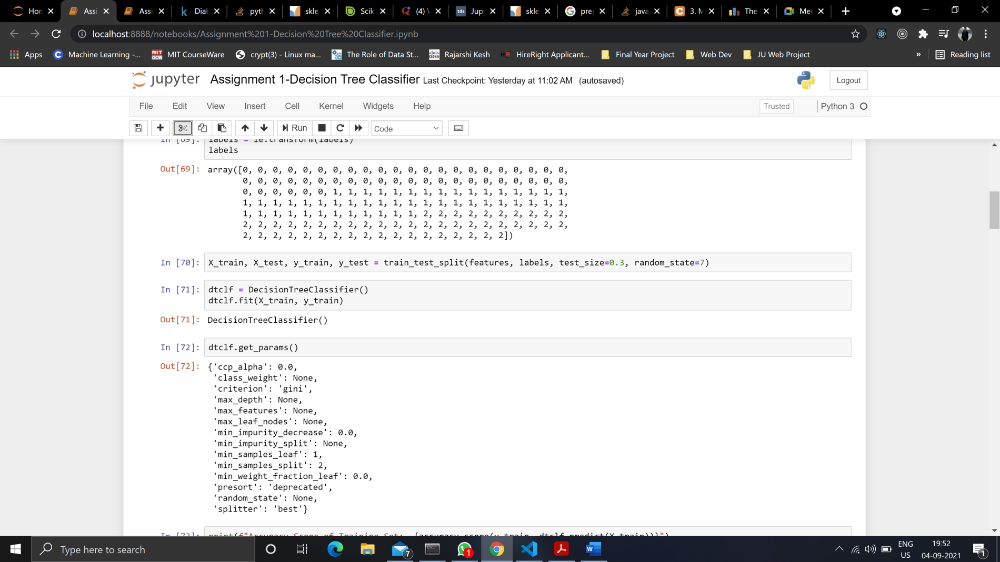 Hon
Assi
Assi
Dial
pyth
skle
Scik
(4) V
tds
Jup
skle
prep
java
3. M
The
Mee
localhost:8888/notebooks/Assignment%201-Decision%20Tree%20Classifier.ipynb
Apps
Machine Learning -...
MIT CourseWare
crypt(3) - Linux ma...
The Role of Data St...
Rajarshi Kesh
HireRight Applicant...
Final Year Project
Web Dev
JU Web Project
»
Reading list
jupyter
Assignment 1-Decision Tree Classifier Last Checkpoint: Yesterday at 11:02 AM (autosaved)
Logout
File Edit View Insert Cell Kernel Widgets Help
Trusted
Python 3
Run
Code
In [69]: labels = le.transform(labels)
labels
Out[69]: array([0, 0, 0, 0, 0, 0, 0, 0, 0, 0, 0, 0, 0, 0, 0, 0, 0, 0, 0, 0, 0, 0,
0, 0, 0, 0, 0, 0, 0, 0, 0, 0, 0, 0, 0, 0, 0, 0, 0, 0, 0, 0, 0, 0,
0, 0, 0, 0, 0, 0, 1, 1, 1, 1, 1, 1, 1, 1, 1, 1, 1, 1, 1, 1, 1, 1,
1, 1, 1, 1, 1, 1, 1, 1, 1, 1, 1, 1, 1, 1, 1, 1, 1, 1, 1, 1, 1, 1,
1, 1, 1, 1, 1, 1, 1, 1, 1, 1, 1, 1, 2, 2, 2, 2, 2, 2, 2, 2, 2, 2,
2, 2, 2, 2, 2, 2, 2, 2, 2, 2, 2, 2, 2, 2, 2, 2, 2, 2, 2, 2, 2, 2,
2, 2, 2, 2, 2, 2, 2, 2, 2, 2, 2, 2, 2, 2, 2, 2, 2, 2])
In [70]: X_train, X_test, y_train, y_test = train_test_split(features, labels, test_size=0.3, random_state=7)
In [71]: dtclf = DecisionTreeClassifier()
dtclf.fit(X_train, y_train)
Out[71]: DecisionTreeClassifier()
In [72]: dtclf.get_params()
Out[72]: {'ccp_alpha': 0.0,
'class_weight': None,
'criterion': 'gini',
'max_depth': None,
'max_features': None,
'max_leaf_nodes': None,
'min_impurity_decrease': 0.0,
'min_impurity_split': None,
'min_samples_leaf': 1,
'min_samples_split': 2,
'min_weight_fraction_leaf': 0.0,
'presort': 'deprecated',
'random_state': None,
'splitter': 'best'}
In [73]: print(f"Accuracy Score of Training Set: {accuracy_score(y_train, dtclf.predict(X_train))}")
Type here to search
7
1
ENG
US
19:52
04-09-2021
1